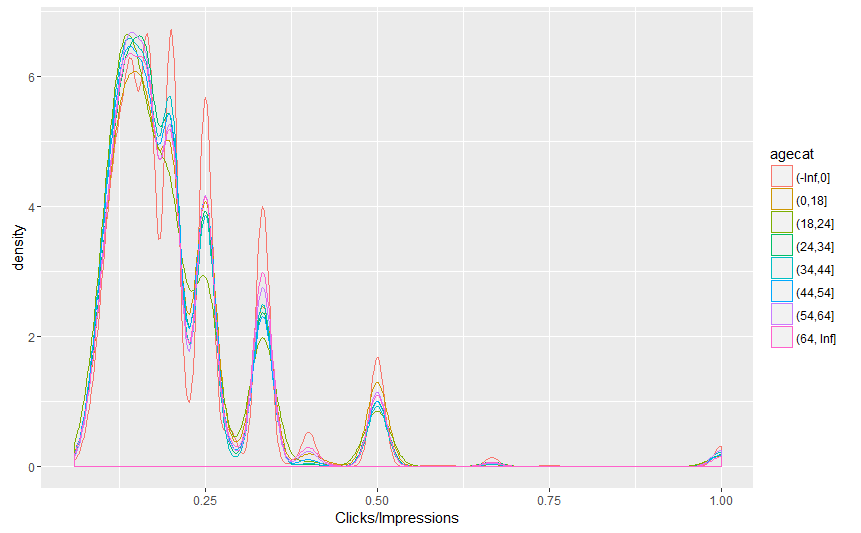 6
4
2
0
density
0.25
0.50
0.75
1.00
Clicks/Impressions
agecat
(-Inf,0]
(0,18]
(18,24]
(24,34]
(34,44]
(44,54]
(54,64]
(64, Inf]